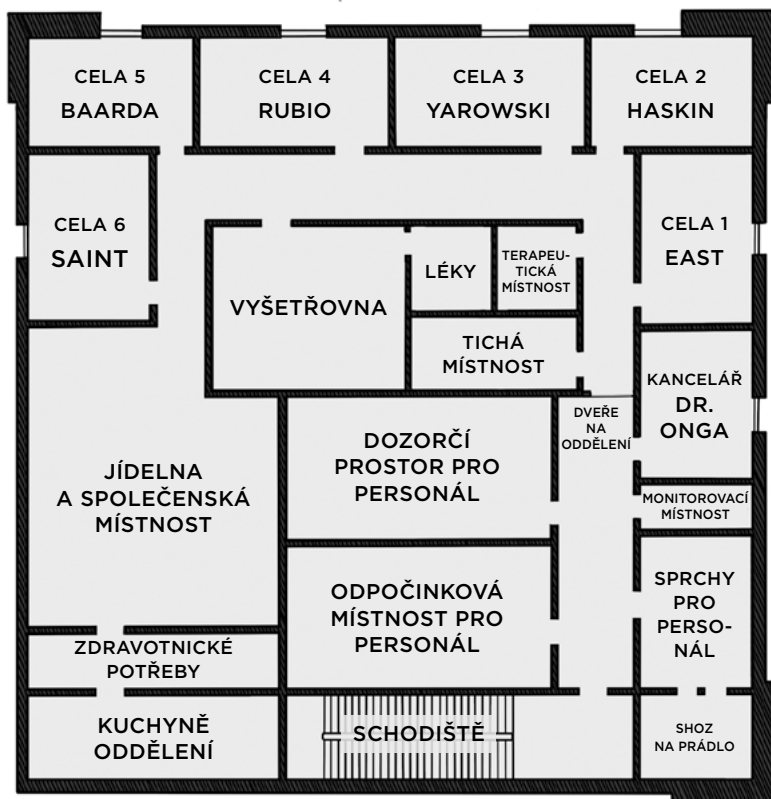 CELA 5
BAARDA
CELA 4
RUBIO
CELA 3
YAROWSKI
CELA 2
HASKIN
CELA 6
SAINT
CELA 1
EAST
VYŠETŘOVNA
LÉKY
TERAPEU-
TICKÁ
MÍSTNOST
TICHÁ
MÍSTNOST
KANCELÁŘ
DR.
ONGA
DVEŘE
NA
ODDĚLENÍ
DOZORČÍ
PROSTOR PRO
PERSONÁL
JÍDELNA
A SPOLEČENSKÁ
MÍSTNOST
MONITOROVACÍ
MÍSTNOST
ODPOČINKOVÁ
MÍSTNOST PRO
PERSONÁL
SPRCHY
PRO
PERSO-
NÁL
ZDRAVOTNICKÉ
POTŘEBY
KUCHYNĚ
ODDĚLENÍ
SCHODIŠTĚ
SHOZ
NA PRÁDLO